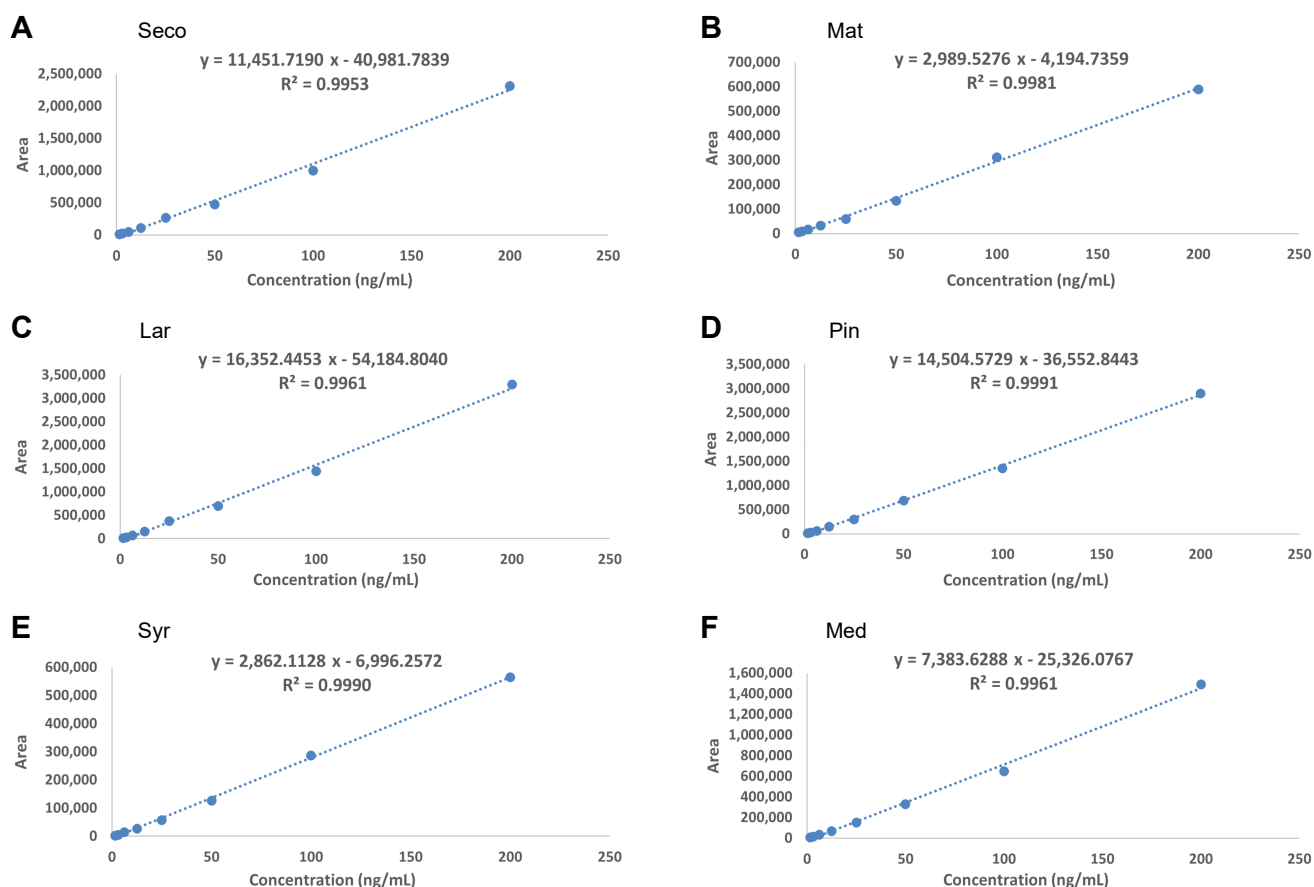 A Seco
y = 11,451.7190 x - 40,981.7839
R² = 0.9953
2,500,000
2,000,000
1,500,000
1,000,000
500,000
0
Area
0 50 100 150 200 250
Concentration (ng/mL)
B Mat
y = 2,989.5276 x - 4,194.7359
R² = 0.9981
700,000
600,000
500,000
400,000
300,000
200,000
100,000
0
Area
0 50 100 150 200 250
Concentration (ng/mL)
C Lar
y = 16,352.4453 x - 54,184.8040
R² = 0.9961
3,500,000
3,000,000
2,500,000
2,000,000
1,500,000
1,000,000
500,000
0
Area
0 50 100 150 200 250
Concentration (ng/mL)
D Pin
y = 14,504.5729 x - 36,552.8443
R² = 0.9991
3,500,000
3,000,000
2,500,000
2,000,000
1,500,000
1,000,000
500,000
0
Area
0 50 100 150 200 250
Concentration (ng/mL)
E Syr
y = 2,862.1128 x - 6,996.2572
R² = 0.9990
600,000
500,000
400,000
300,000
200,000
100,000
0
Area
0 50 100 150 200 250
Concentration (ng/mL)
F Med
y = 7,383.6288 x - 25,326.0767
R² = 0.9961
1,600,000
1,400,000
1,200,000
1,000,000
800,000
600,000
400,000
200,000
0
Area
0 50 100 150 200 250
Concentration (ng/mL)